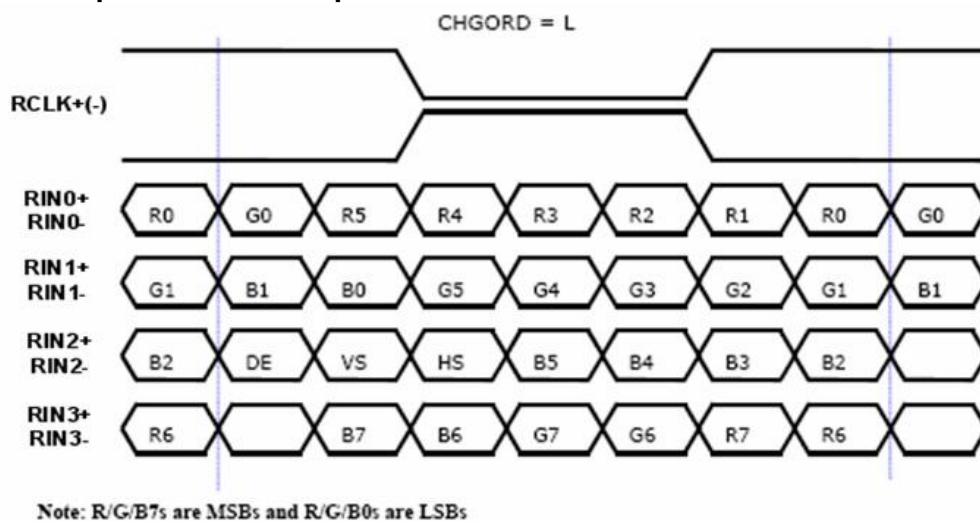 CHGORD = L
RCLK+(-)
RIN0+
RIN0-
R0 G0 R5 R4 R3 R2 R1 R0 G0
RIN1+
RIN1-
G1 B1 B0 G5 G4 G3 G2 G1 B1
RIN2+
RIN2-
B2 DE VS HS B5 B4 B3 B2
RIN3+
RIN3-
R6 B7 B6 G7 G6 R7 R6
Note: R/G/B7s are MSBs and R/G/B0s are LSBs